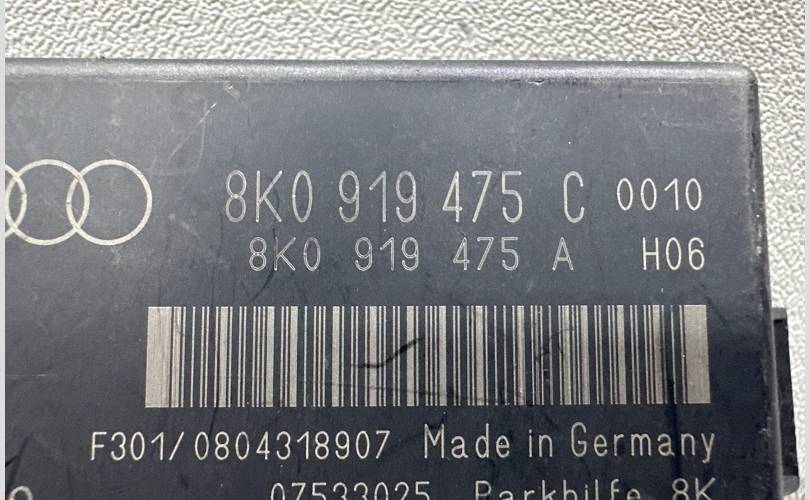 8K0 919 475 C 0010
8K0 919 475 A H06
F301/0804318907 Made in Germany
07533025 Parkhilfe 8K